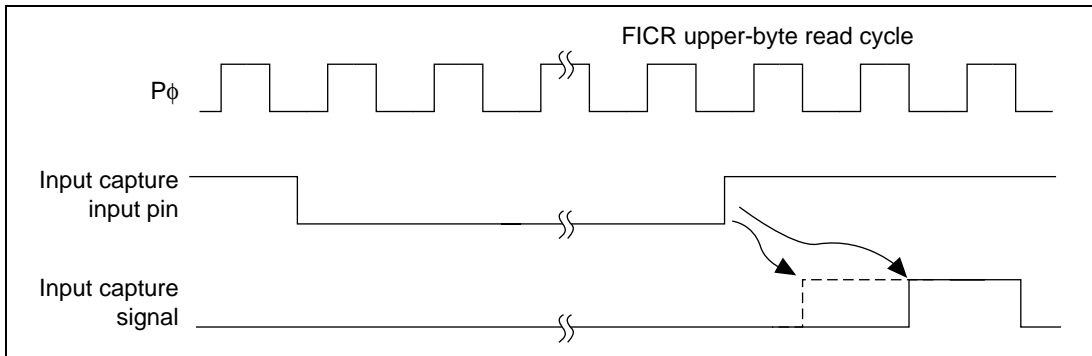 FICR upper-byte read cycle
Pϕ
Input capture
input pin
Input capture
signal